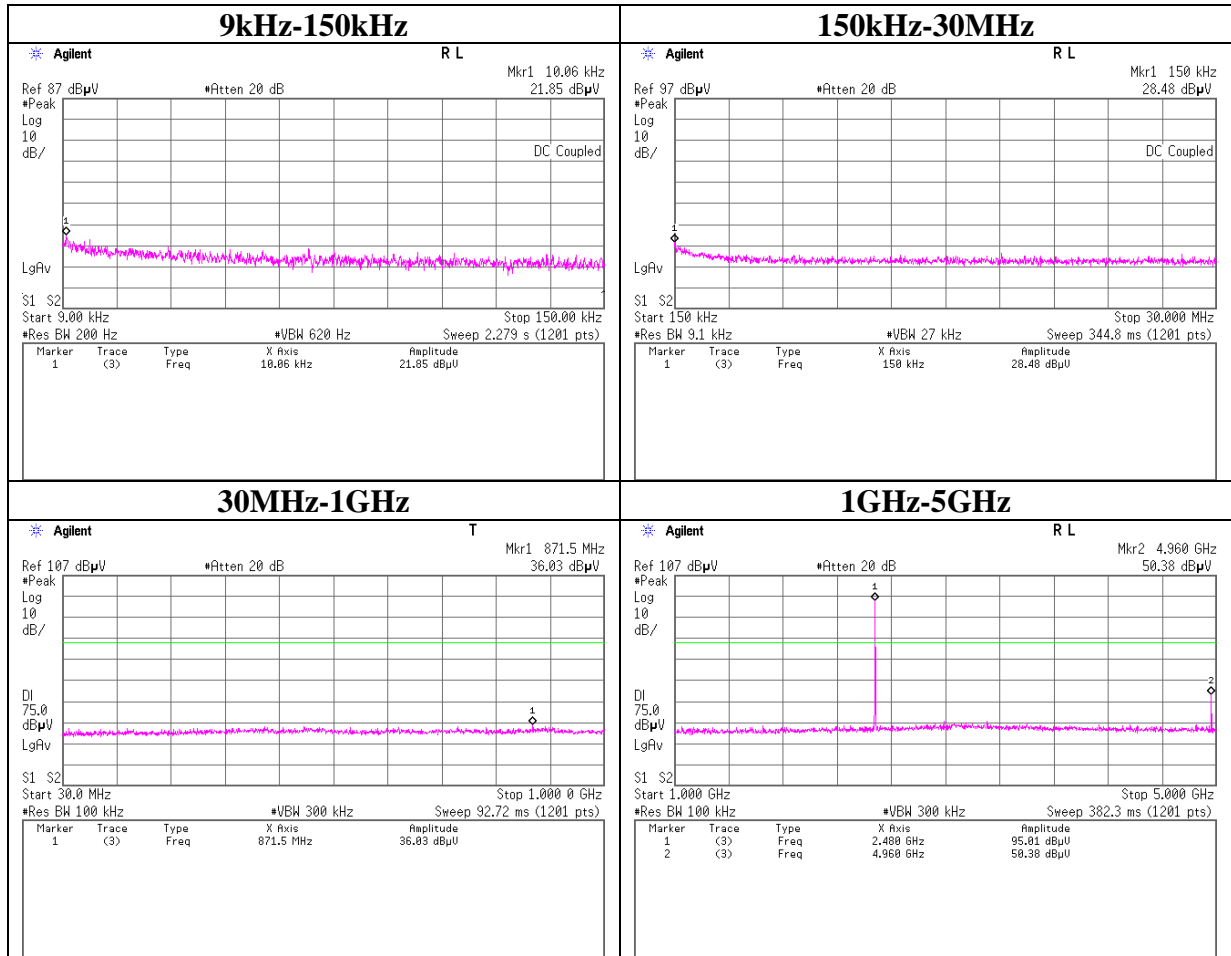 9kHz-150kHz
Agilent R L
Mkr1 10.06 kHz
Ref 87 dBµV #Atten 20 dB 21.85 dBµV
#Peak
Log
10
dB/
DC Coupled
1
LgAv
S1 S2
Start 9.00 kHz Stop 150.00 kHz
#Res BW 200 Hz #VBW 620 Hz Sweep 2.279 s (1201 pts)
Marker Trace Type X Axis Amplitude
1 (3) Freq 10.06 kHz 21.85 dBµV
150kHz-30MHz
Agilent R L
Mkr1 150 kHz
Ref 97 dBµV #Atten 20 dB 28.48 dBµV
#Peak
Log
10
dB/
DC Coupled
1
LgAv
S1 S2
Start 150 kHz Stop 30.000 MHz
#Res BW 9.1 kHz #VBW 27 kHz Sweep 344.8 ms (1201 pts)
Marker Trace Type X Axis Amplitude
1 (3) Freq 150 kHz 28.48 dBµV
30MHz-1GHz
Agilent T
Mkr1 871.5 MHz
Ref 107 dBµV #Atten 20 dB 36.03 dBµV
#Peak
Log
10
dB/
DI
75.0
dBµV
1
LgAv
S1 S2
Start 30.0 MHz Stop 1.000 0 GHz
#Res BW 100 kHz #VBW 300 kHz Sweep 92.72 ms (1201 pts)
Marker Trace Type X Axis Amplitude
1 (3) Freq 871.5 MHz 36.03 dBµV
1GHz-5GHz
Agilent R L
Mkr2 4.960 GHz
Ref 107 dBµV #Atten 20 dB 50.38 dBµV
#Peak
1
Log
10
dB/
2
DI
75.0
dBµV
LgAv
S1 S2
Start 1.000 GHz Stop 5.000 GHz
#Res BW 100 kHz #VBW 300 kHz Sweep 382.3 ms (1201 pts)
Marker Trace Type X Axis Amplitude
1 (3) Freq 2.480 GHz 95.01 dBµV
2 (3) Freq 4.960 GHz 50.38 dBµV